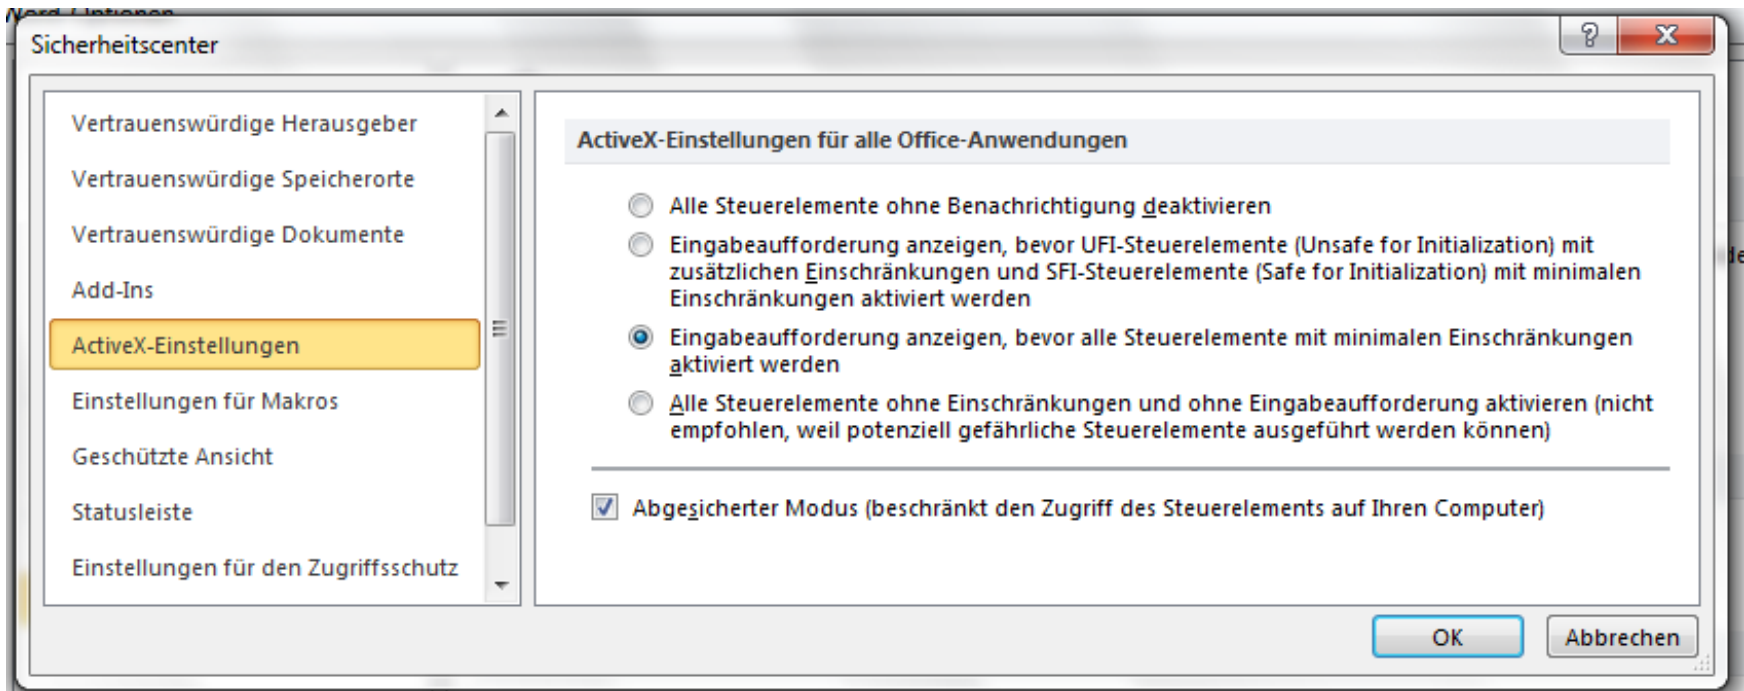 Word-Optionen
Sicherheitscenter
Vertrauenswürdige Herausgeber
Vertrauenswürdige Speicherorte
Vertrauenswürdige Dokumente
Add-Ins
ActiveX-Einstellungen
Einstellungen für Makros
Geschützte Ansicht
Statusleiste
Einstellungen für den Zugriffsschutz
ActiveX-Einstellungen für alle Office-Anwendungen
Alle Steuerelemente ohne Benachrichtigung deaktivieren
Eingabeaufforderung anzeigen, bevor UFI-Steuerelemente (Unsafe for Initialization) mit
zusätzlichen Einschränkungen und SFI-Steuerelemente (Safe for Initialization) mit minimalen
Einschränkungen aktiviert werden
Eingabeaufforderung anzeigen, bevor alle Steuerelemente mit minimalen Einschränkungen
aktiviert werden
Alle Steuerelemente ohne Einschränkungen und ohne Eingabeaufforderung aktivieren (nicht
empfohlen, weil potenziell gefährliche Steuerelemente ausgeführt werden können)
Abgesicherter Modus (beschränkt den Zugriff des Steuerelements auf Ihren Computer)
OK
Abbrechen